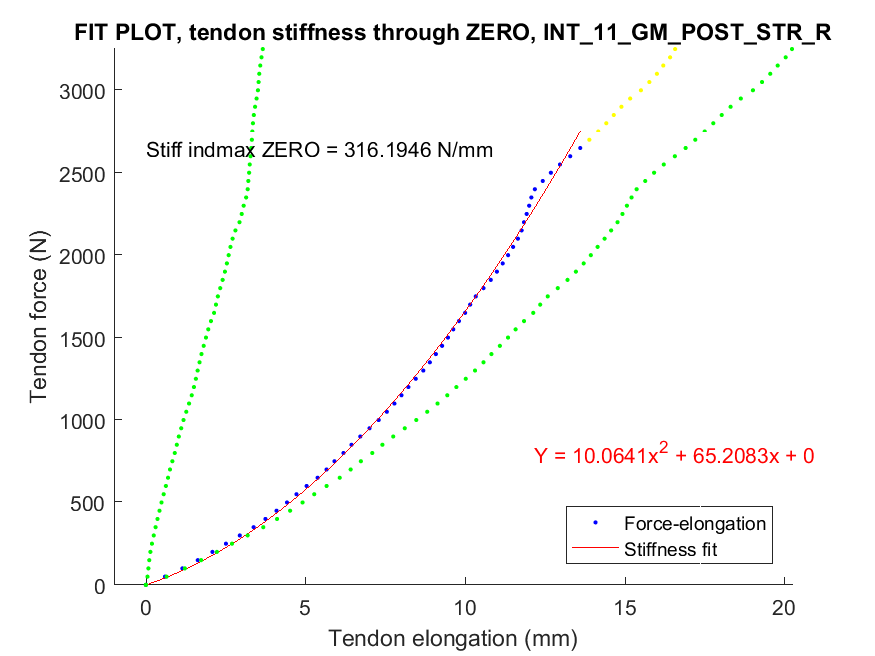 FIT PLOT, tendon stiffness through ZERO, INT_11_GM_POST_STR_R
3000
Stiff indmax ZERO = 316.1946 N/mm
2500
2000
Tendon force (N)
1500
1000
Y = 10.0641x² + 65.2083x + 0
500
Force-elongation
Stiffness fit
0
0 5 10 15 20
Tendon elongation (mm)